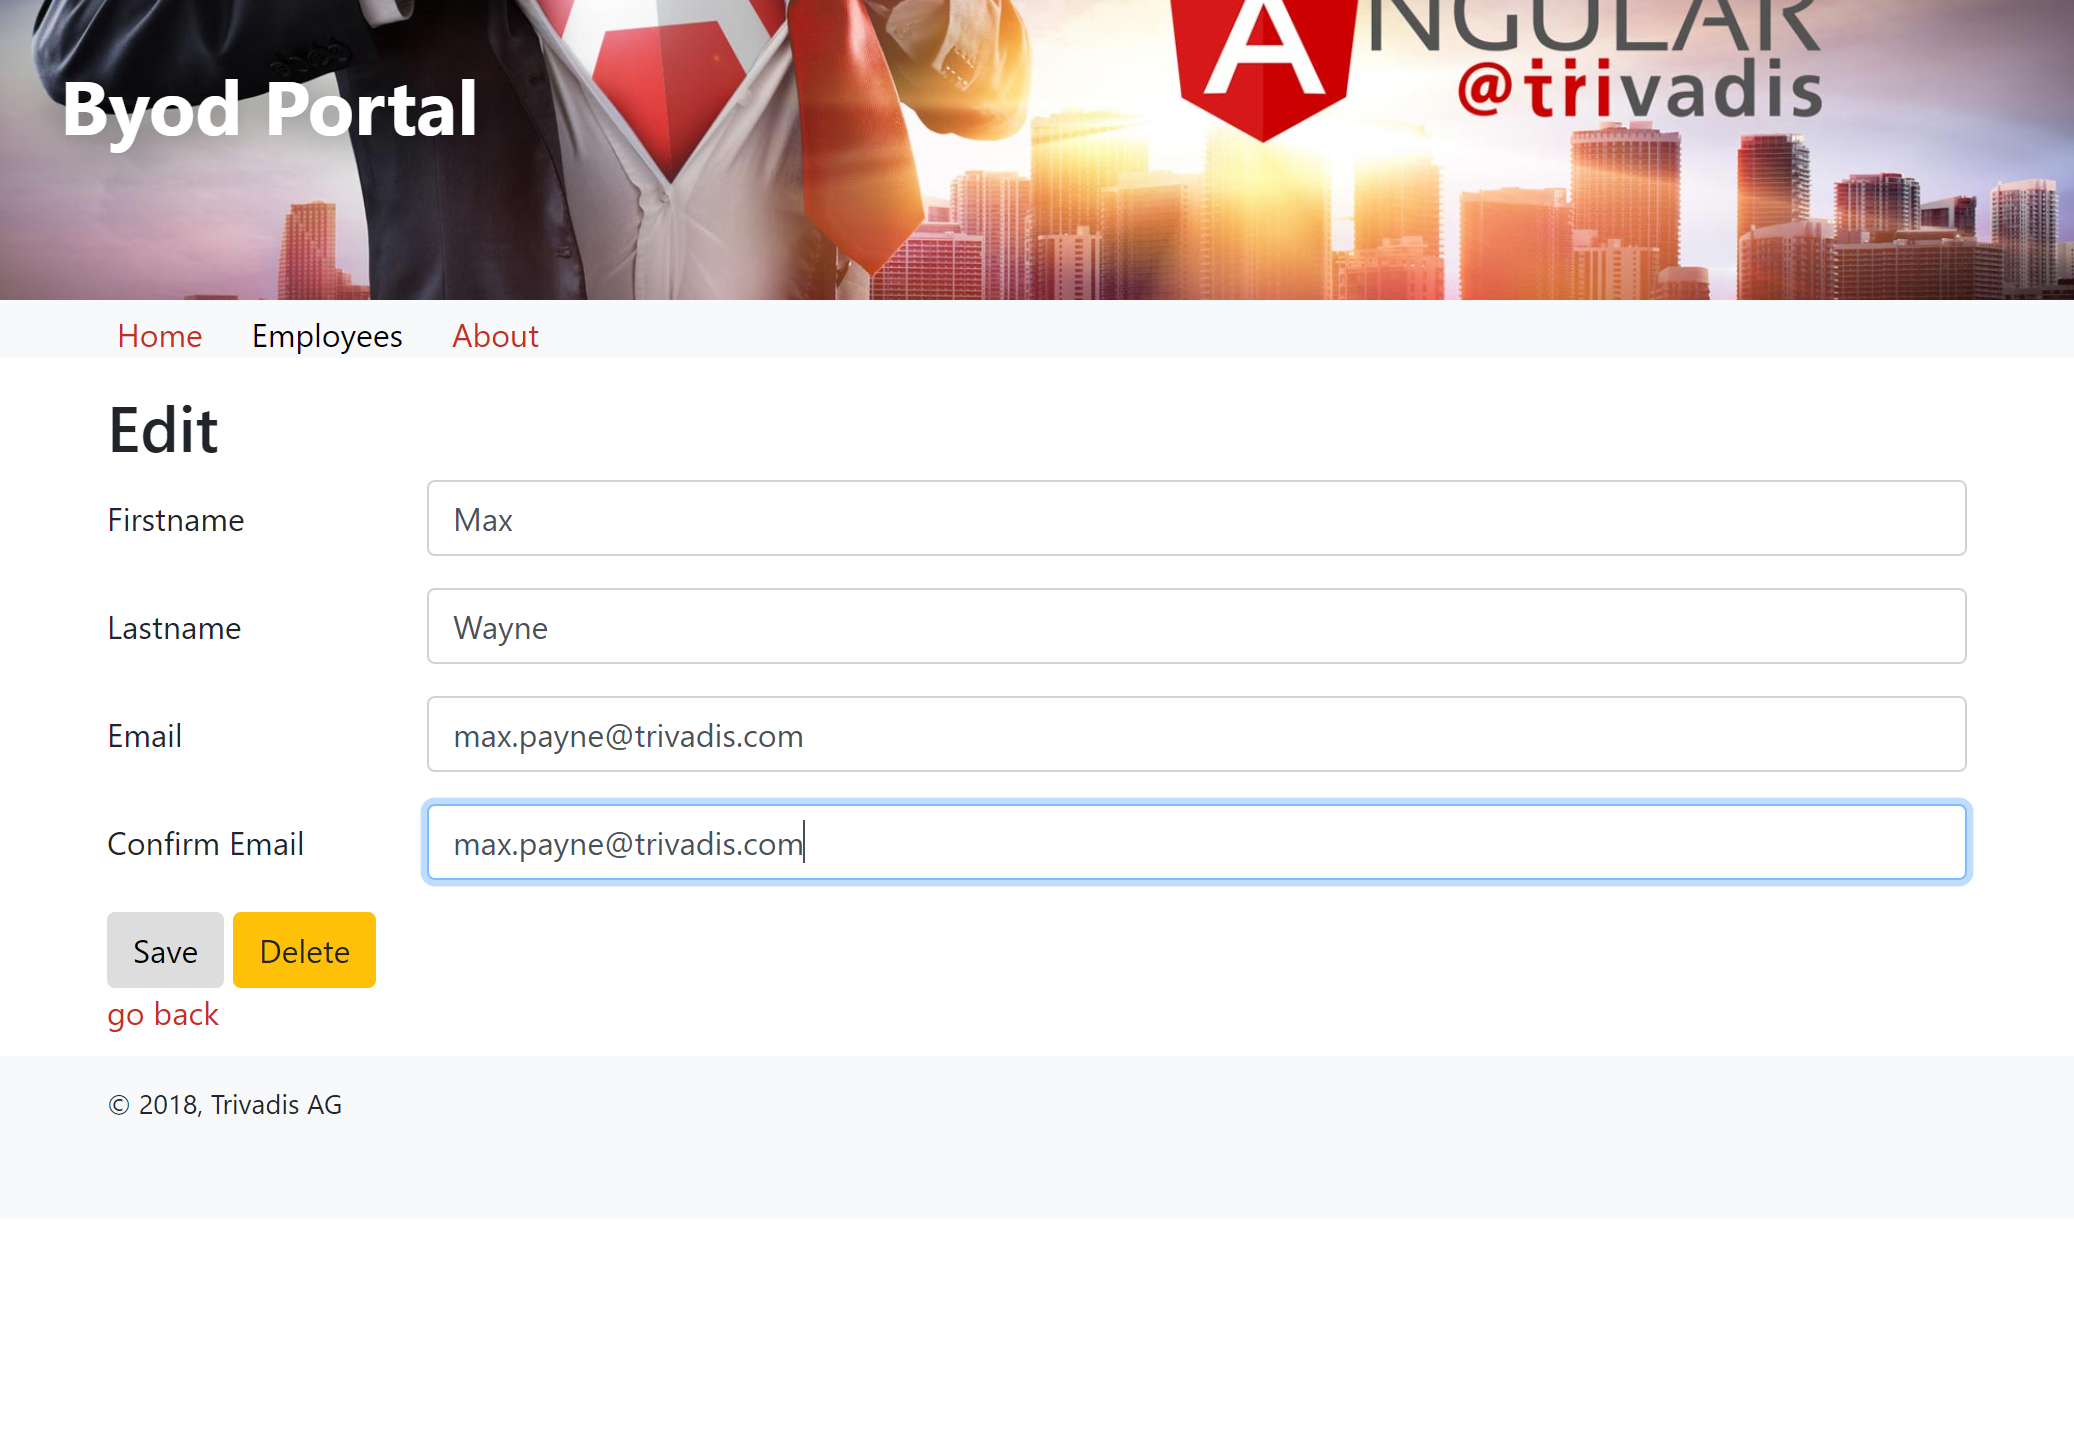 ANGULAR
@trivadis
Byod Portal
Home Employees About
Edit
Firstname Max
Lastname Wayne
Email max.payne@trivadis.com
Confirm Email max.payne@trivadis.com
Save Delete
go back
© 2018, Trivadis AG